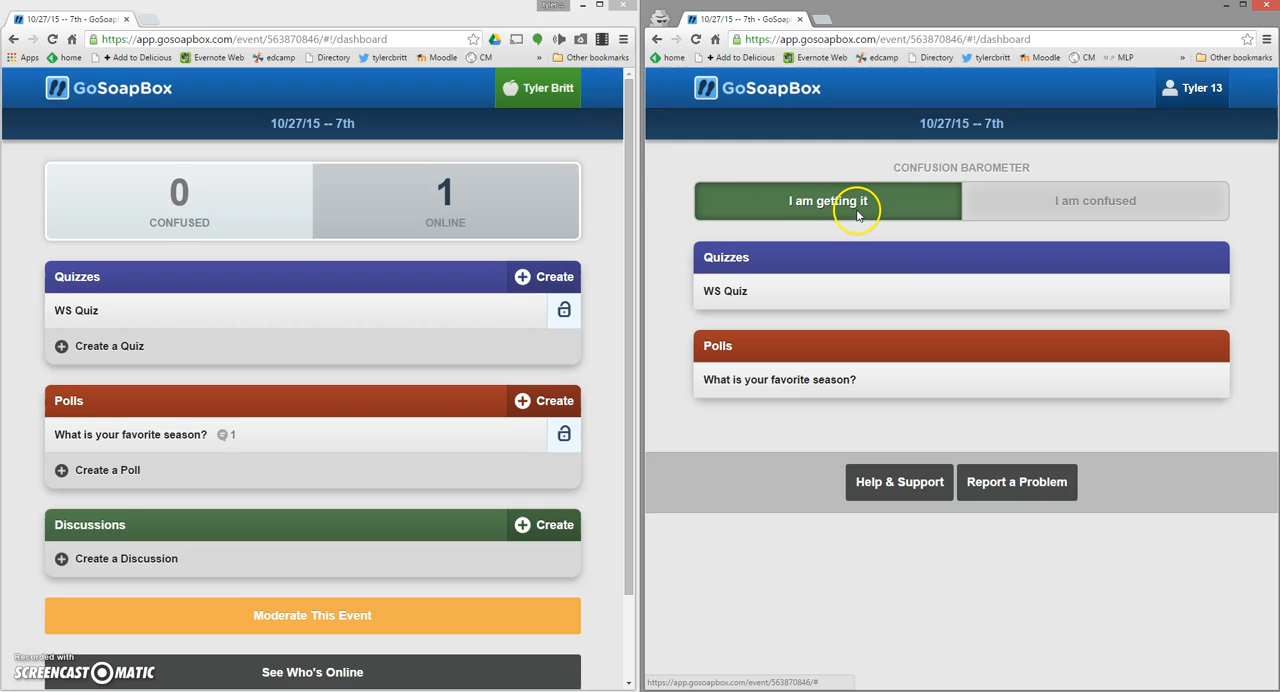 tyler
10/27/15 -- 7th - GoSoap
https://app.gosoapbox.com/event/563870846/#!/dashboard
Apps
home
+ Add to Delicious
Evernote Web
edcamp
Directory
tylercbritt
Moodle
CM
»
Other bookmarks
GoSoapBox
Tyler Britt
10/27/15 -- 7th
0
CONFUSED
1
ONLINE
Quizzes
Create
WS Quiz
Create a Quiz
Polls
Create
What is your favorite season?
1
Create a Poll
Discussions
Create
Create a Discussion
Moderate This Event
See Who's Online
Recorded with
SCREENCAST-O-MATIC
10/27/15 -- 7th - GoSoap
https://app.gosoapbox.com/event/563870846/#!/dashboard
home
+ Add to Delicious
Evernote Web
edcamp
Directory
tylercbritt
Moodle
CM
MLP
»
Other bookmarks
GoSoapBox
Tyler 13
10/27/15 -- 7th
CONFUSION BAROMETER
I am getting it
I am confused
Quizzes
WS Quiz
Polls
What is your favorite season?
Help & Support
Report a Problem
https://app.gosoapbox.com/event/563870846/#